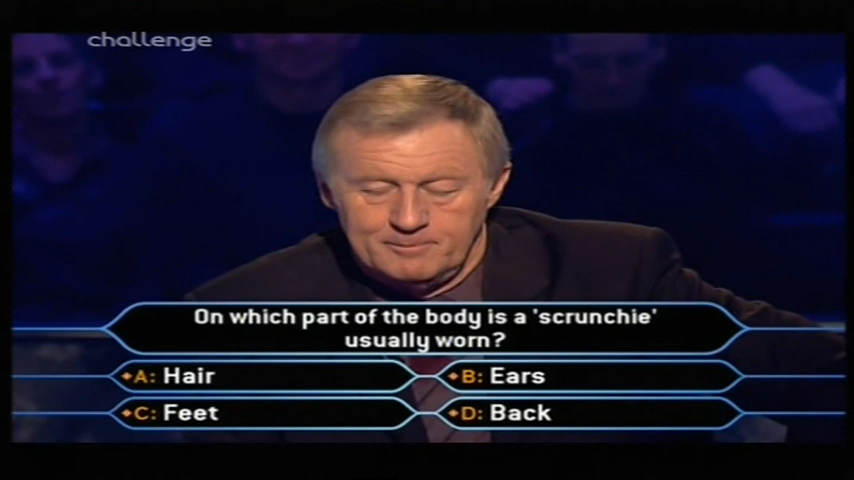 challenge
On which part of the body is a 'scrunchie'
usually worn?
A: Hair
B: Ears
C: Feet
D: Back